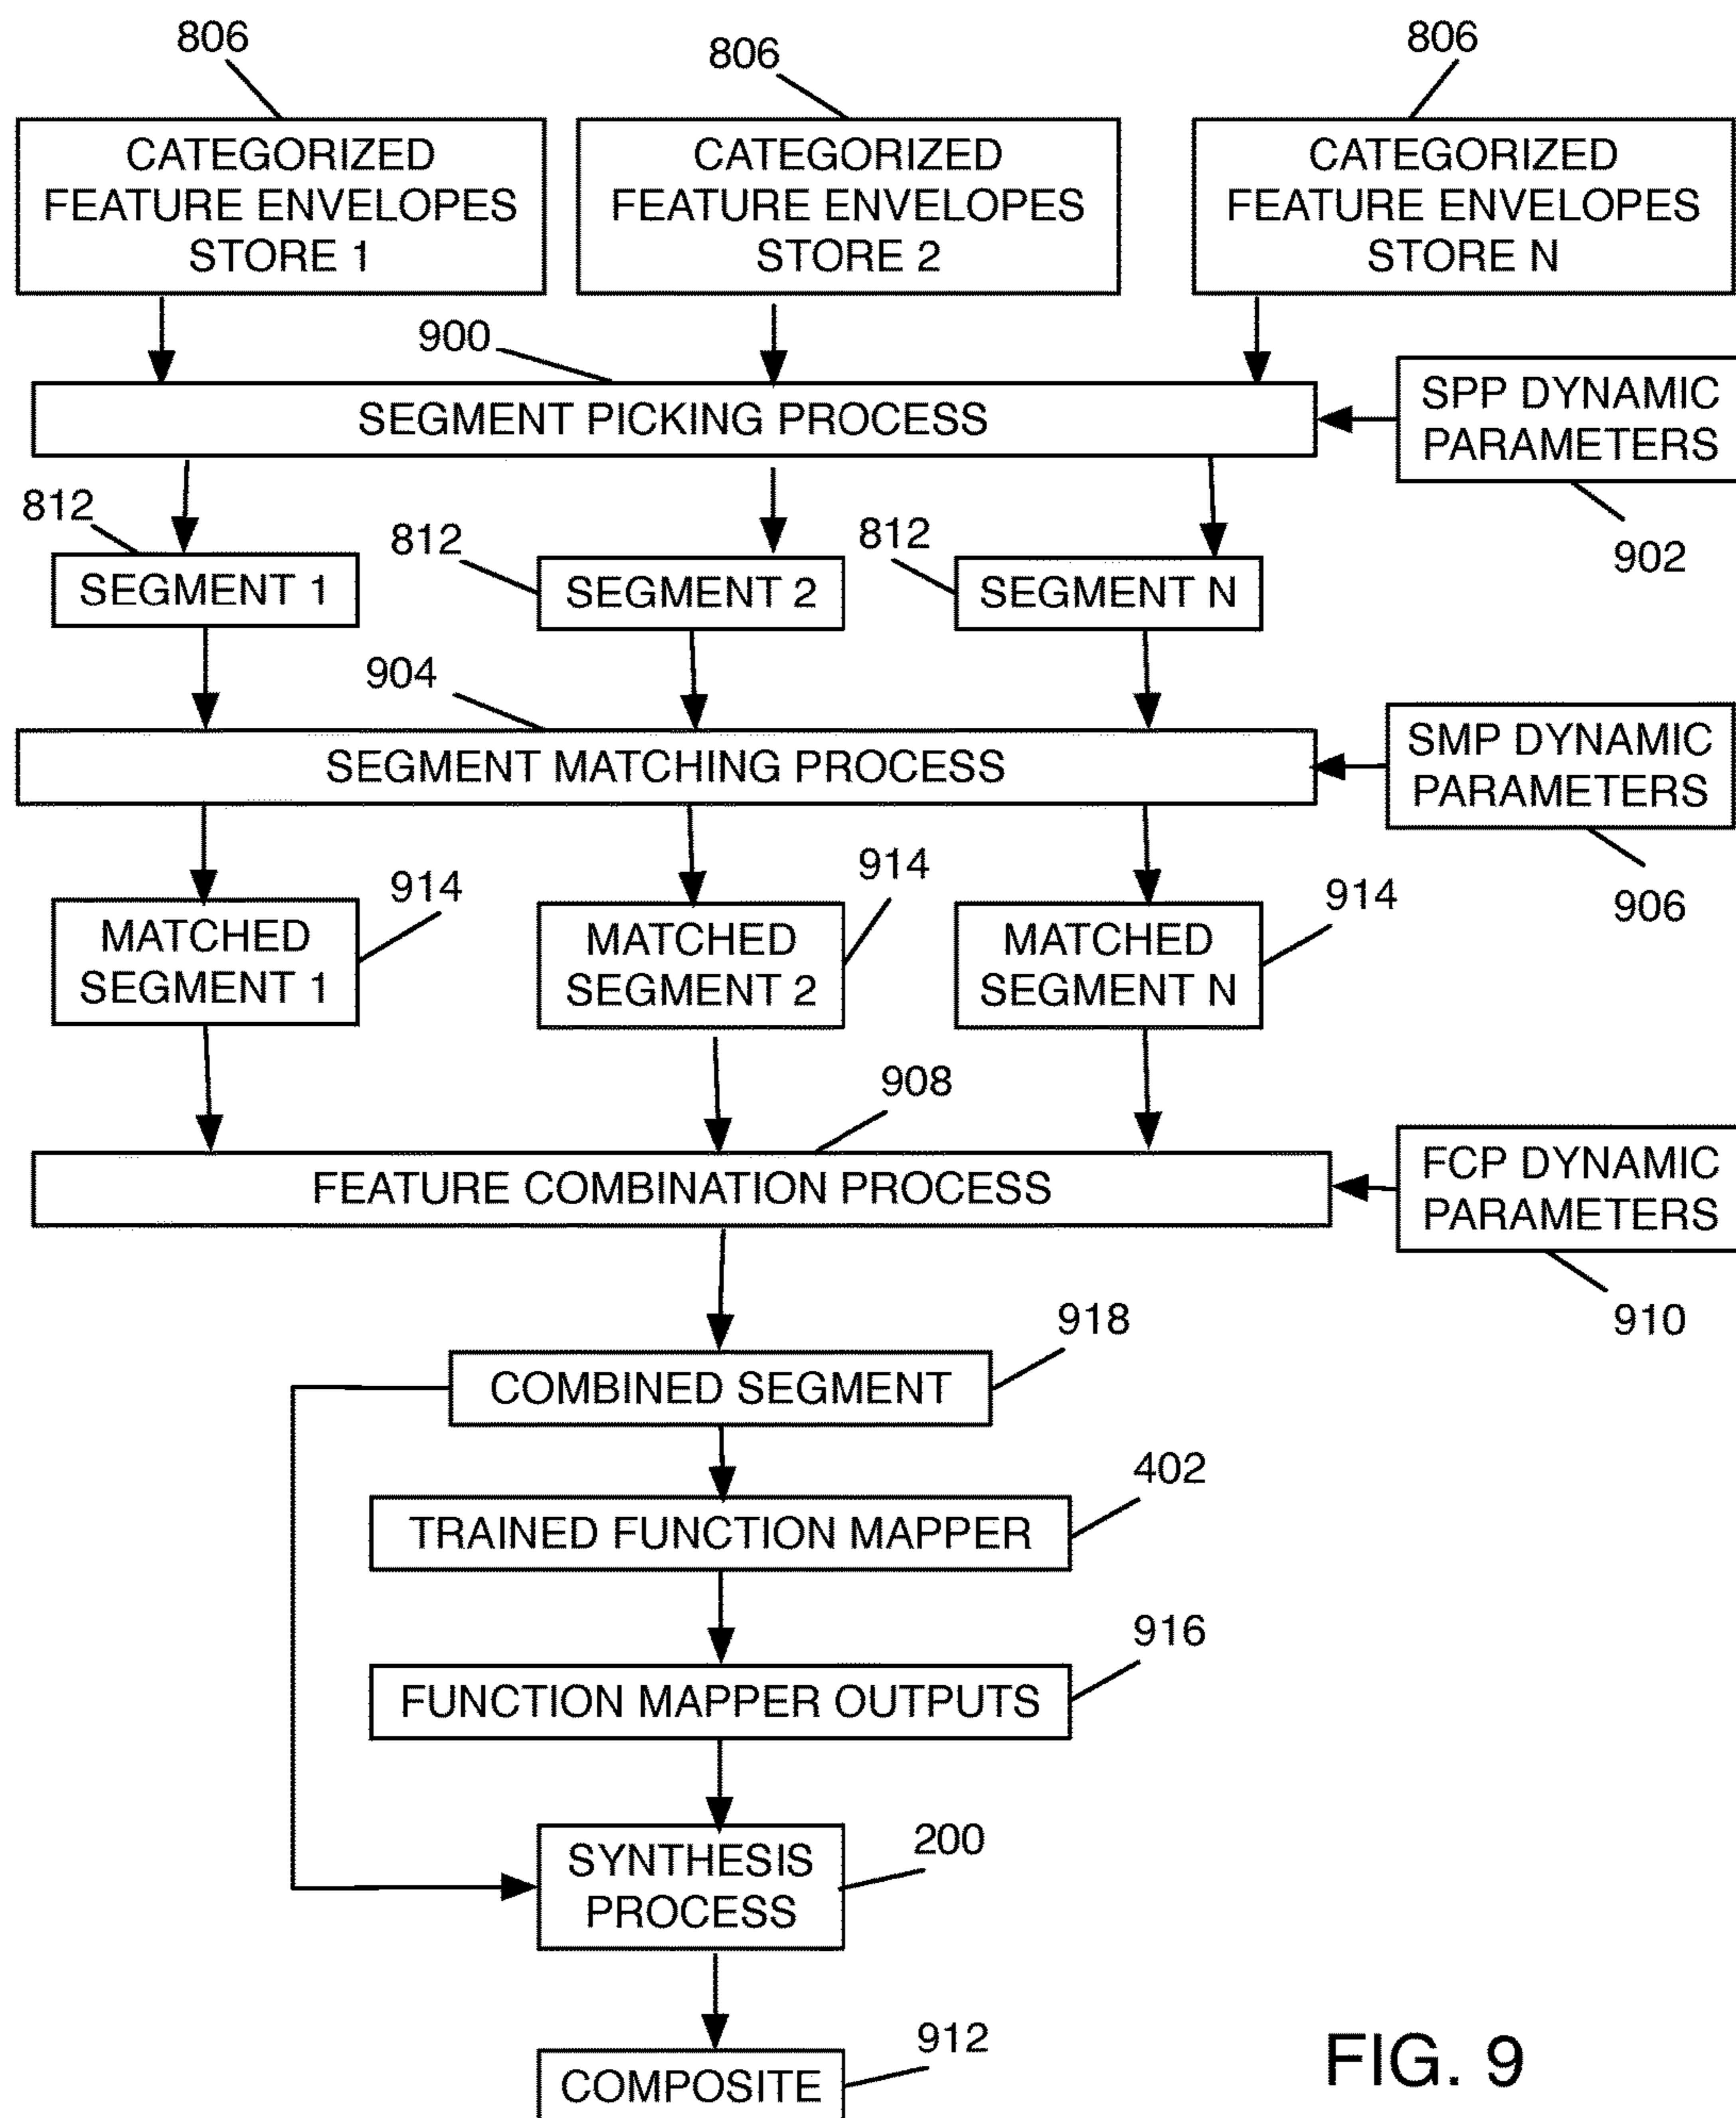 806
806
806
CATEGORIZED
FEATURE ENVELOPES
STORE 1
CATEGORIZED
FEATURE ENVELOPES
STORE 2
CATEGORIZED
FEATURE ENVELOPES
STORE N
900
SEGMENT PICKING PROCESS
SPP DYNAMIC
PARAMETERS
902
812
SEGMENT 1
812
SEGMENT 2
812
SEGMENT N
904
SEGMENT MATCHING PROCESS
SMP DYNAMIC
PARAMETERS
906
914
MATCHED
SEGMENT 1
914
MATCHED
SEGMENT 2
914
MATCHED
SEGMENT N
908
FEATURE COMBINATION PROCESS
FCP DYNAMIC
PARAMETERS
910
918
COMBINED SEGMENT
402
TRAINED FUNCTION MAPPER
916
FUNCTION MAPPER OUTPUTS
200
SYNTHESIS
PROCESS
912
COMPOSITE
FIG. 9